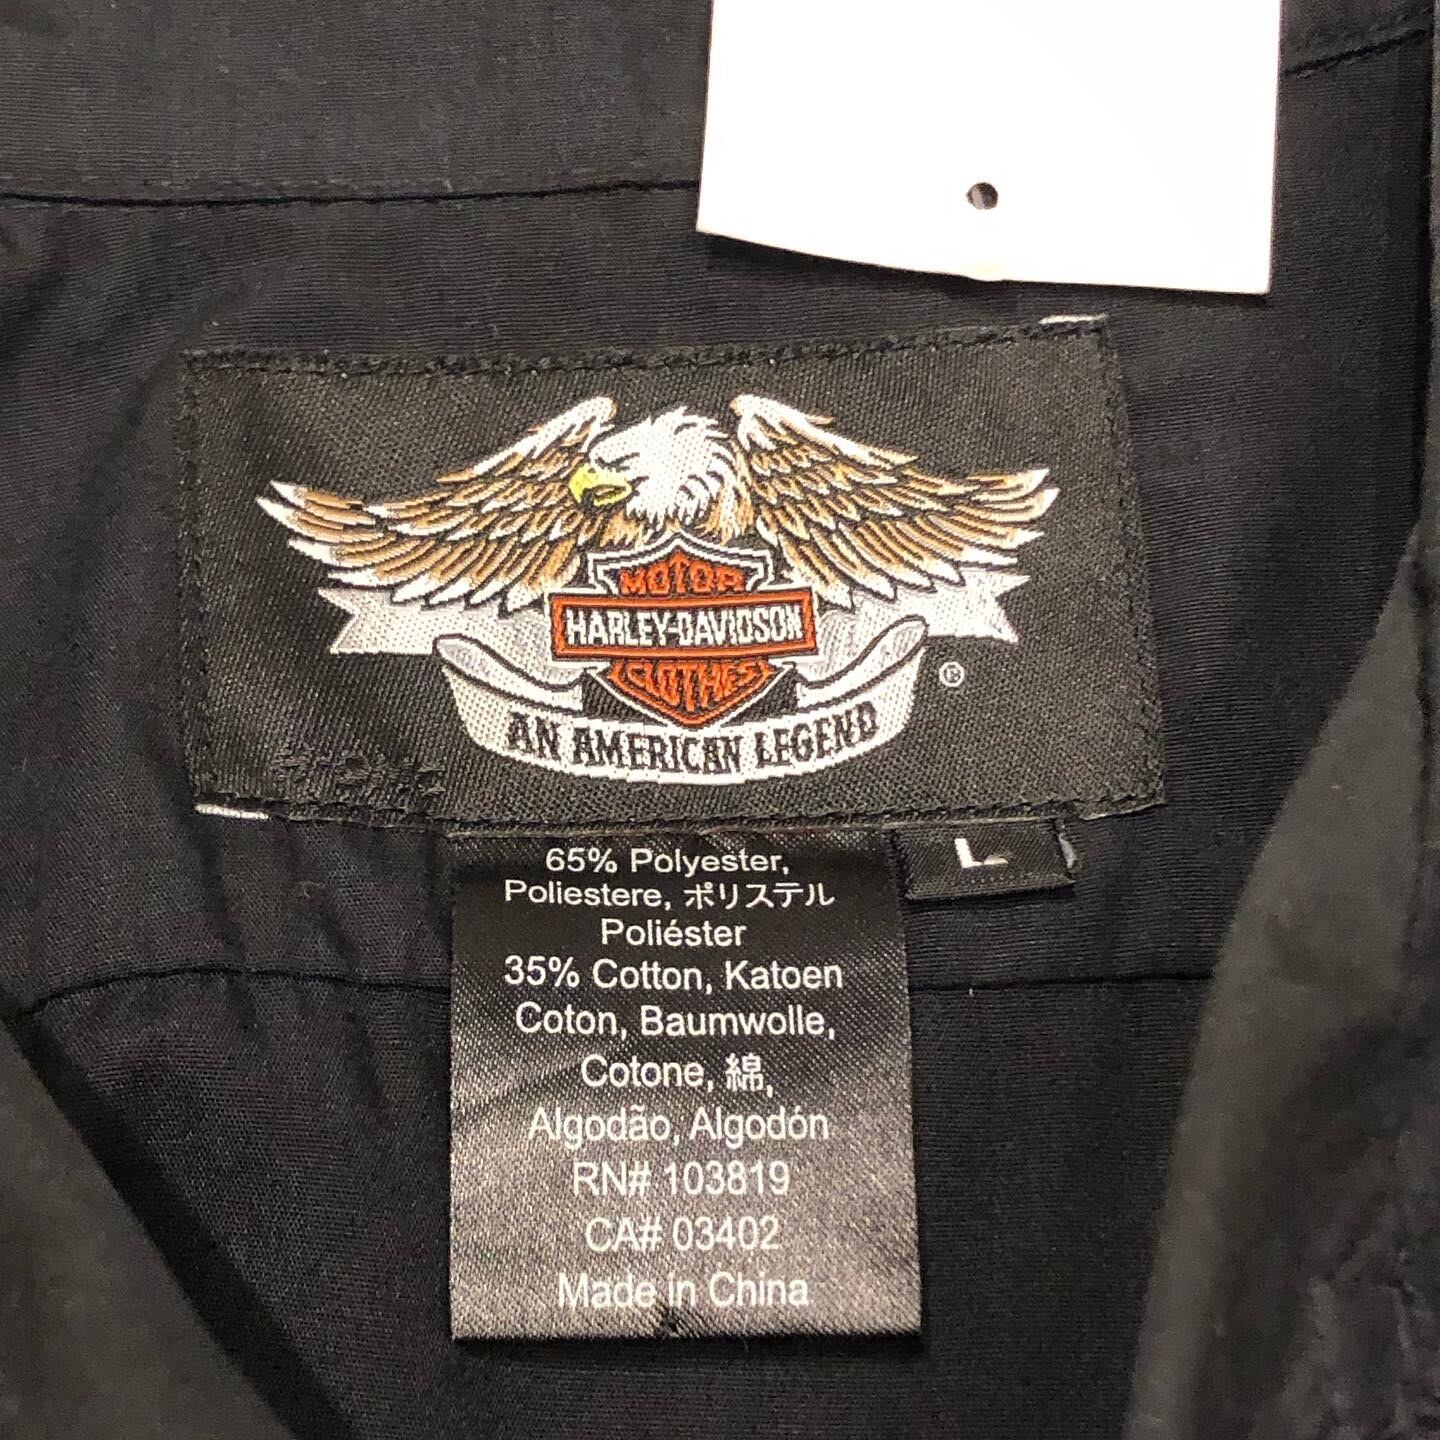 MOTOR
HARLEY-DAVIDSON
CLOTHES
®
AN AMERICAN LEGEND
L
65% Polyester,
Poliestere, ポリステル
Poliéster
35% Cotton, Katoen
Coton, Baumwolle,
Cotone, 綿,
Algodão, Algodón
RN# 103819
CA# 03402
Made in China